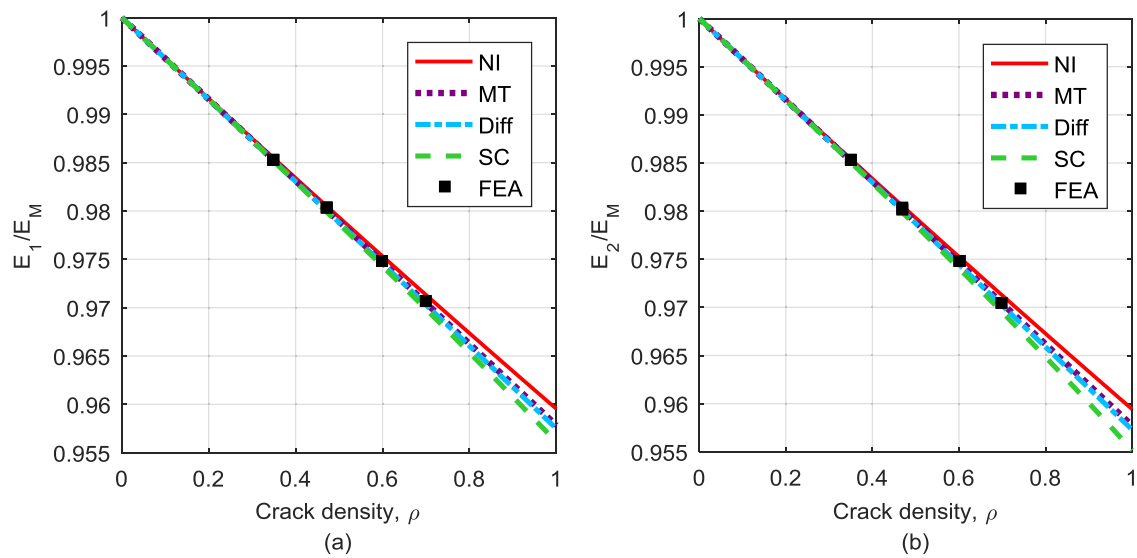 1
0.995
0.99
0.985
0.98
0.975
0.97
0.965
0.96
0.955
E1/EM
NI
MT
Diff
SC
FEA
0 0.2 0.4 0.6 0.8 1
Crack density, ρ
(a)
1
0.995
0.99
0.985
0.98
0.975
0.97
0.965
0.96
0.955
E2/EM
NI
MT
Diff
SC
FEA
0 0.2 0.4 0.6 0.8 1
Crack density, ρ
(b)